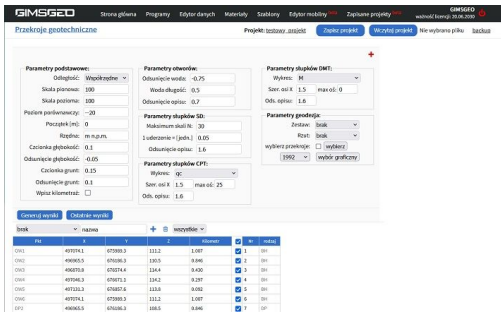 GIMSGEO
Strona główna Programy Edytor danych Materiały Szablony Edytor mobilny Zapisane projekty
GIMSGEO
ważność licencji: 20.06.2030
Przekroje geotechniczne
Projekt: testowy_projekt Zapisz projekt Wczytaj projekt Nie wybrano pliku backup
+
Parametry podstawowe:
Odległość: Współrzędne
Skala pionowa: 100
Skala pozioma: 100
Poziom porównawczy: -20
Początek [m]: 0
Rzędna: m n.p.m.
Czcionka głębokość: 0.1
Odsunięcie głębokość: -0.05
Czcionka grunt: 0.15
Odsunięcie grunt: 0.1
Wpisz kilometraż:
Parametry otworów:
Odsunięcie woda: -0.75
Woda długość: 0.5
Odsunięcie opisu: 0.7
Parametry słupków SD:
Maksimum skali N: 30
1 uderzenie = [jedn.] 0.05
Odsunięcie opisu: 1.6
Parametry słupków CPT:
Wykres: qc
Szer. osi X 1.5 max oś: 25
Ods. opisu: 1.6
Parametry słupków DMT:
Wykres: M
Szer. osi X 1.5 max oś: 0
Ods. opisu: 1.6
Parametry geodezja:
Zestaw: brak
Rzut: brak
wybierz przekroje: wybierz
1992 wybór graficzny
Generuj wyniki Ostatnie wyniki
brak nazwa + wszystkie
PM X Y Z Kilometr Nr rodzaj
OW1 497074.1 675989.3 111.2 1.007 1 BH
OW2 496965.5 676186.3 110.5 0.846 2 BH
OW3 496870.8 676574.4 114.4 0.430 3 BH
OW4 497046.3 676671.1 114.2 0.297 4 BH
OW5 497131.3 676857.6 113.8 0.092 5 BH
OW6 497074.1 675989.3 111.2 1.007 6 BH
DP2 496965.5 676186.3 108.5 0.846 7 DP